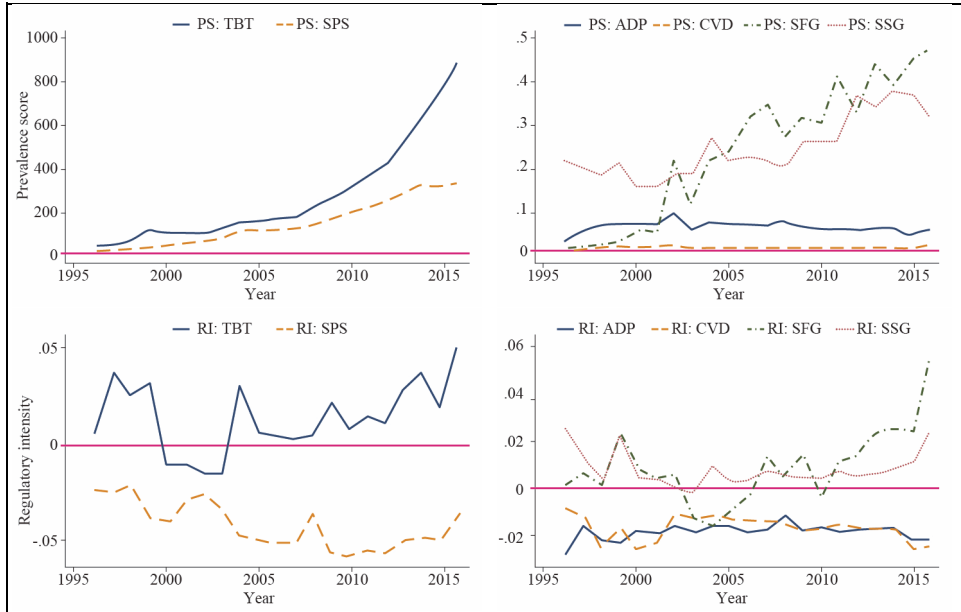 PS: TBT PS: SPS
1000
800
600
400
200
0
Prevalence score
1995 2000 2005 2010 2015
Year
PS: ADP PS: CVD PS: SFG PS: SSG
.5
.4
.3
.2
.1
0
1995 2000 2005 2010 2015
Year
RI: TBT RI: SPS
.05
0
-.05
Regulatory intensity
1995 2000 2005 2010 2015
Year
RI: ADP RI: CVD RI: SFG RI: SSG
.06
.04
.02
0
-.02
1995 2000 2005 2010 2015
Year